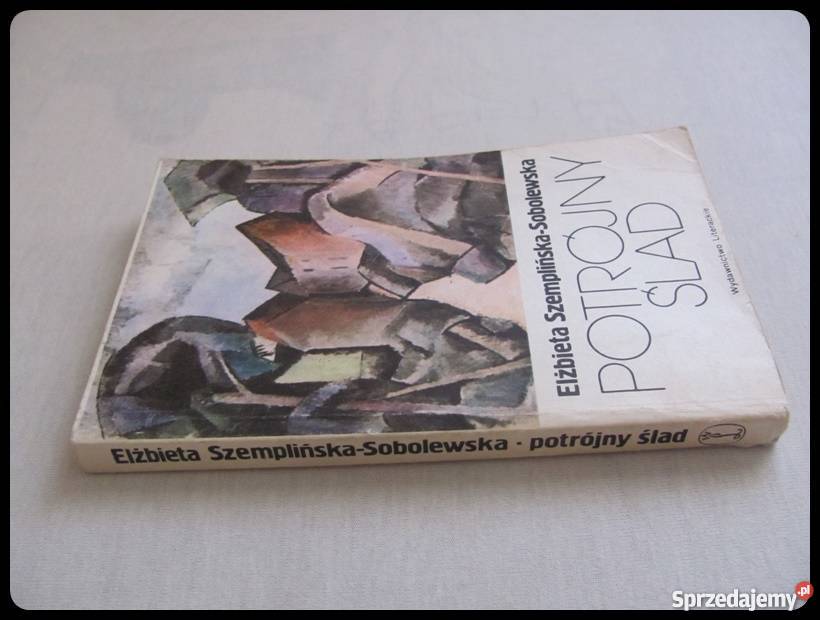 Elżbieta Szemplińska-Sobolewska
POTRÓJNY
ŚLAD
Wydawnictwo Literackie
Elżbieta Szemplińska-Sobolewska · potrójny ślad
Sprzedajemy.pl